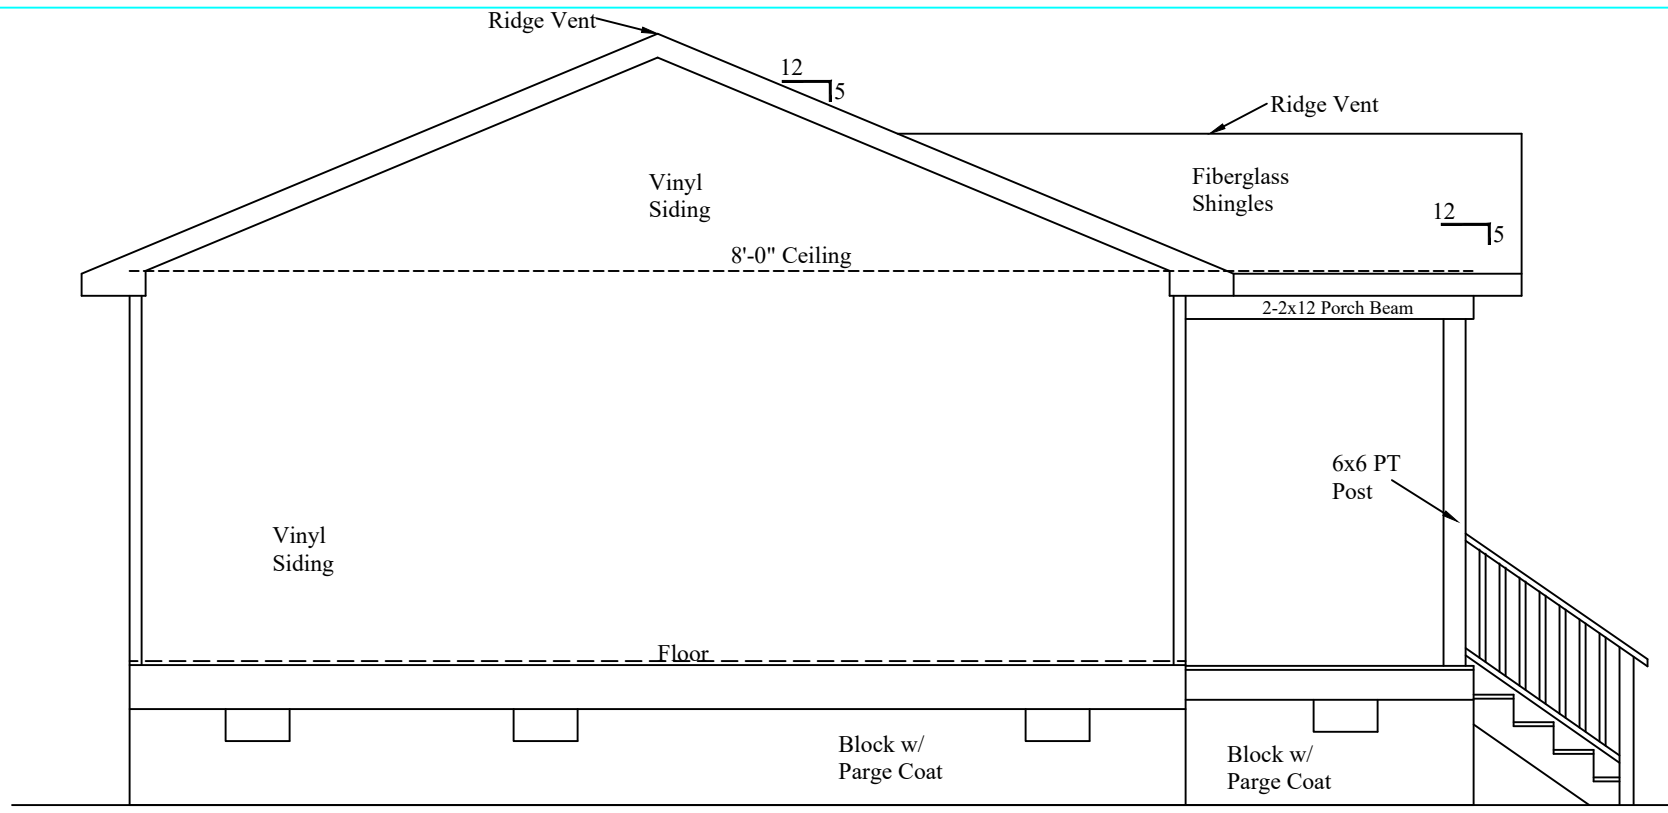 Ridge Vent
12
5
Ridge Vent
Vinyl
Siding
Fiberglass
Shingles
12
5
8'-0" Ceiling
2-2x12 Porch Beam
6x6 PT
Post
Vinyl
Siding
Floor
Block w/
Parge Coat
Block w/
Parge Coat